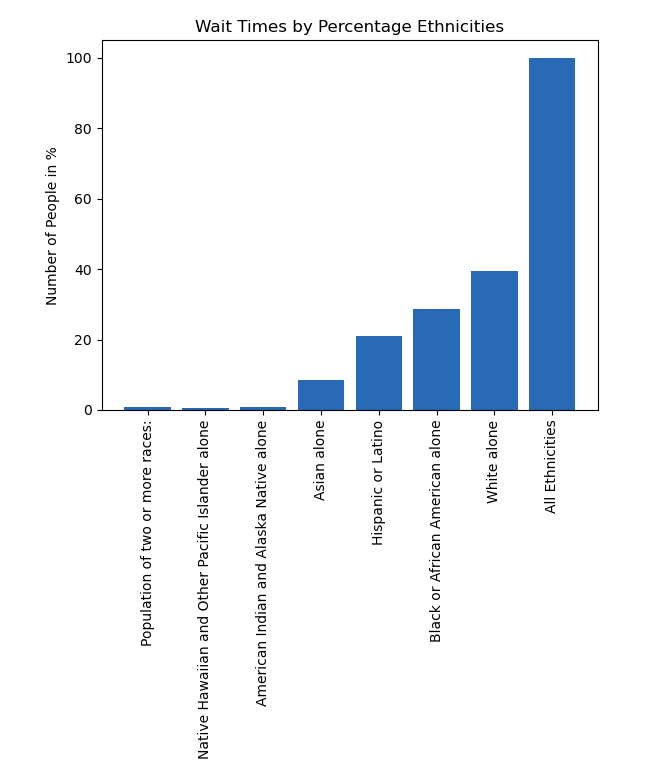 Wait Times by Percentage Ethnicities
Number of People in %
100
80
60
40
20
0
Population of two or more races:
Native Hawaiian and Other Pacific Islander alone
American Indian and Alaska Native alone
Asian alone
Hispanic or Latino
Black or African American alone
White alone
All Ethnicities